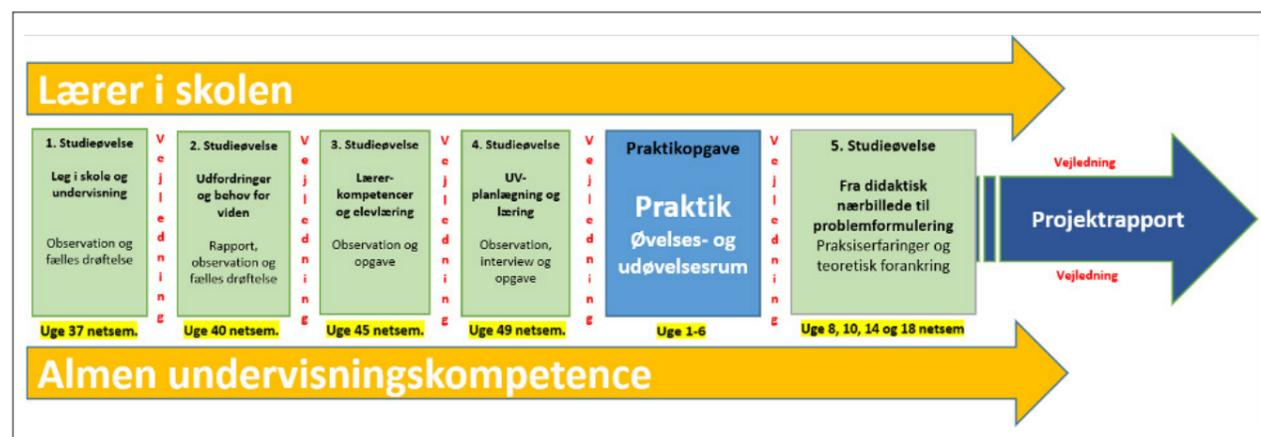 Lærer i skolen
1. Studieøvelse
Leg i skole og
undervisning
Observation og
fælles drøftelse
Uge 37 netsem.
Vejledning
2. Studieøvelse
Udfordringer
og behov for
viden
Rapport,
observation og
fælles drøftelse
Uge 40 netsem.
Vejledning
3. Studieøvelse
Lærer-
kompetencer
og elevlæring
Observation og
opgave
Uge 45 netsem.
Vejledning
4. Studieøvelse
UV-
planlægning og
læring
Observation,
interview og
opgave
Uge 49 netsem.
Vejledning
Praktikopgave
Praktik
Øvelses- og
udøvelsesrum
Uge 1-6
Vejledning
5. Studieøvelse
Fra didaktisk
nærbillede til
problemformulering
Praksiserfaringer og
teoretisk forankring
Uge 8, 10, 14 og 18 netsem
Vejledning
Projektrapport
Vejledning
Almen undervisningskompetence